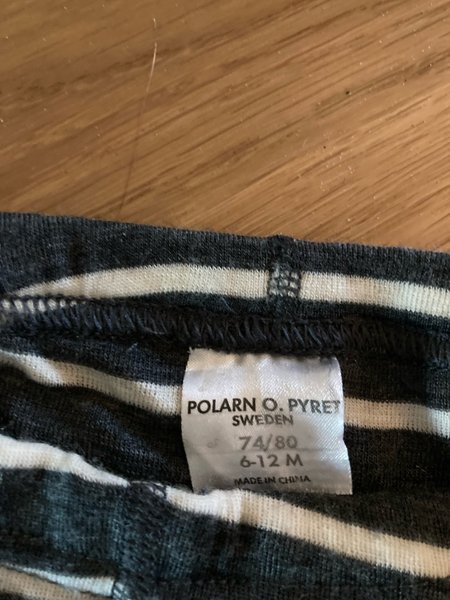 POLARN O. PYRET
SWEDEN
74/80
6-12 M
MADE IN CHINA